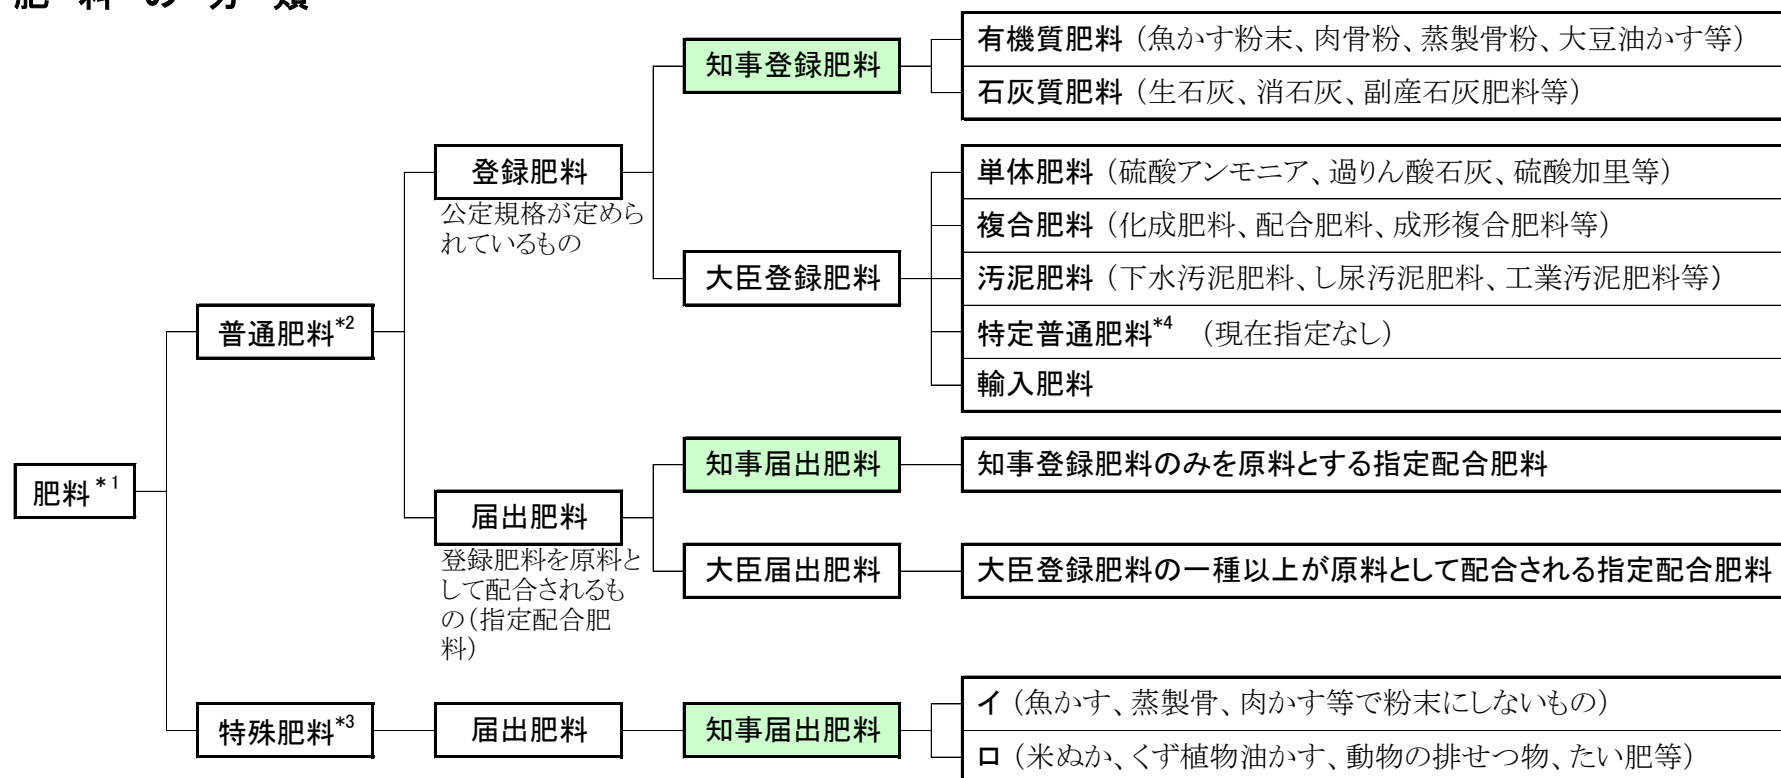 肥 料 の 分 類
知事登録肥料
有機質肥料 (魚かす粉末、肉骨粉、蒸製骨粉、大豆油かす等)
石灰質肥料 (生石灰、消石灰、副産石灰肥料等)
登録肥料
公定規格が定めら
れているもの
大臣登録肥料
単体肥料 (硫酸アンモニア、過りん酸石灰、硫酸加里等)
複合肥料 (化成肥料、配合肥料、成形複合肥料等)
汚泥肥料 (下水汚泥肥料、し尿汚泥肥料、工業汚泥肥料等)
特定普通肥料*4 (現在指定なし)
輸入肥料
普通肥料*2
肥料*1
届出肥料
登録肥料を原料と
して配合されるも
の(指定配合肥
料)
知事届出肥料
知事登録肥料のみを原料とする指定配合肥料
大臣届出肥料
大臣登録肥料の一種以上が原料として配合される指定配合肥料
特殊肥料*3
届出肥料
知事届出肥料
イ (魚かす、蒸製骨、肉かす等で粉末にしないもの)
ロ (米ぬか、くず植物油かす、動物の排せつ物、たい肥等)